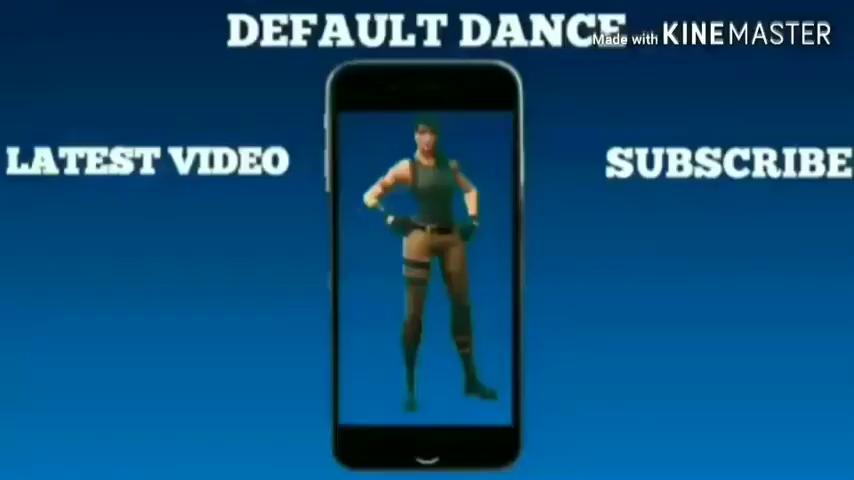 DEFAULT DANCE
Made with KINEMASTER
LATEST VIDEO
SUBSCRIBE